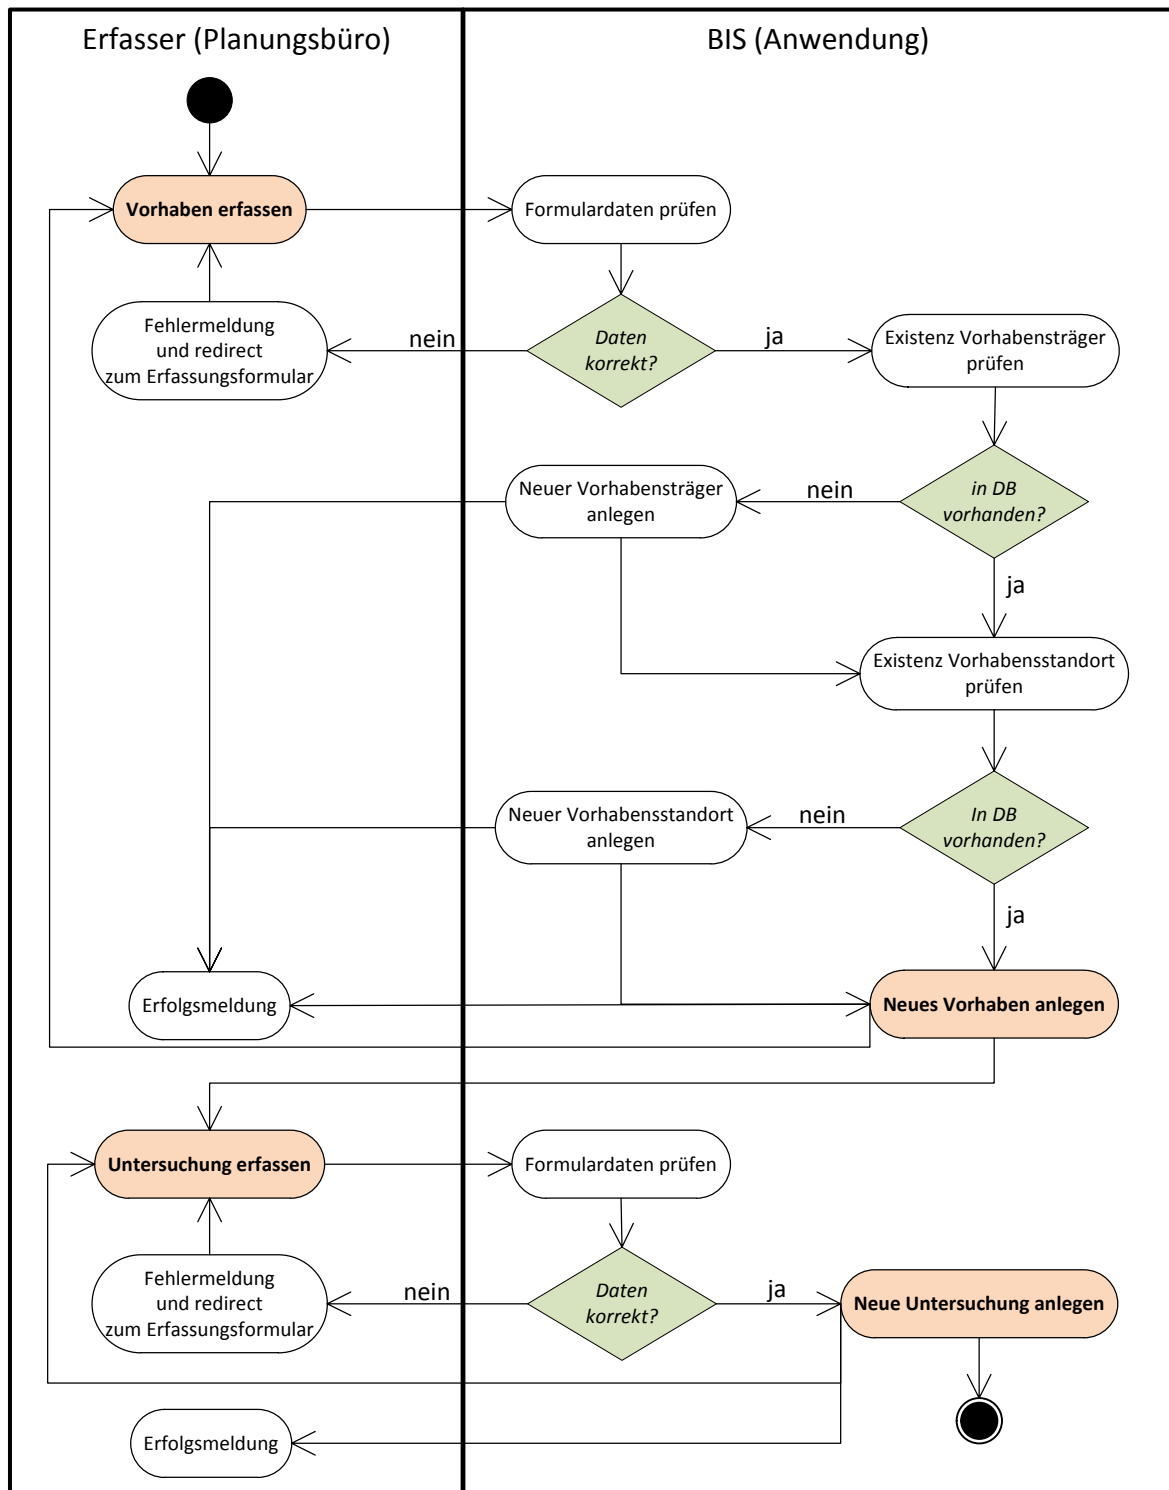 Erfasser (Planungsbüro)
BIS (Anwendung)
Vorhaben erfassen
Formulardaten prüfen
Fehlermeldung
und redirect
zum Erfassungsformular
nein
Daten
korrekt?
ja
Existenz Vorhabensträger
prüfen
Neuer Vorhabensträger
anlegen
nein
in DB
vorhanden?
ja
Existenz Vorhabensstandort
prüfen
Neuer Vorhabensstandort
anlegen
nein
In DB
vorhanden?
ja
Erfolgsmeldung
Neues Vorhaben anlegen
Untersuchung erfassen
Formulardaten prüfen
Fehlermeldung
und redirect
zum Erfassungsformular
nein
Daten
korrekt?
ja
Neue Untersuchung anlegen
Erfolgsmeldung